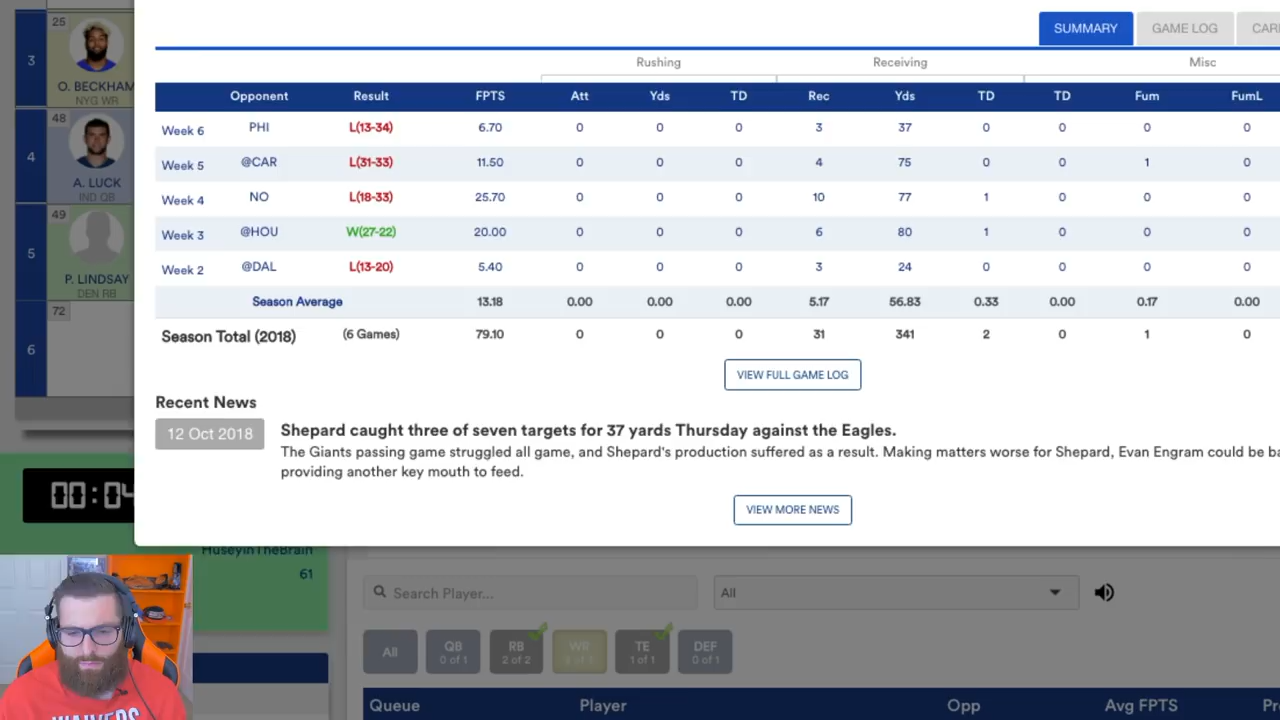 SUMMARY GAME LOG
Rushing Receiving Misc
Opponent Result FPTS Att Yds TD Rec Yds TD TD Fum FumL
Week 6 PHI L(13-34) 6.70 0 0 0 3 37 0 0 0 0
Week 5 @CAR L(31-33) 11.50 0 0 0 4 75 0 0 1 0
Week 4 NO L(18-33) 25.70 0 0 0 10 77 1 0 0 0
Week 3 @HOU W(27-22) 20.00 0 0 0 6 80 1 0 0 0
Week 2 @DAL L(13-20) 5.40 0 0 0 3 24 0 0 0 0
Season Average 13.18 0.00 0.00 0.00 5.17 56.83 0.33 0.00 0.17 0.00
Season Total (2018) (6 Games) 79.10 0 0 0 31 341 2 0 1 0
VIEW FULL GAME LOG
Recent News
12 Oct 2018 Shepard caught three of seven targets for 37 yards Thursday against the Eagles.
The Giants passing game struggled all game, and Shepard's production suffered as a result. Making matters worse for Shepard, Evan Engram could be
providing another key mouth to feed.
VIEW MORE NEWS
25
3
O. BECKHAM
NYG WR
48
4
A. LUCK
IND QB
49
5
P. LINDSAY
DEN RB
72
6
00:04
HuseyinTheBrain
61
Search Player... All
All QB 0 of 1 RB 2 of 2 WR TE 1 of 1 DEF 0 of 1
Queue Player Opp Avg FPTS
WAIVERS